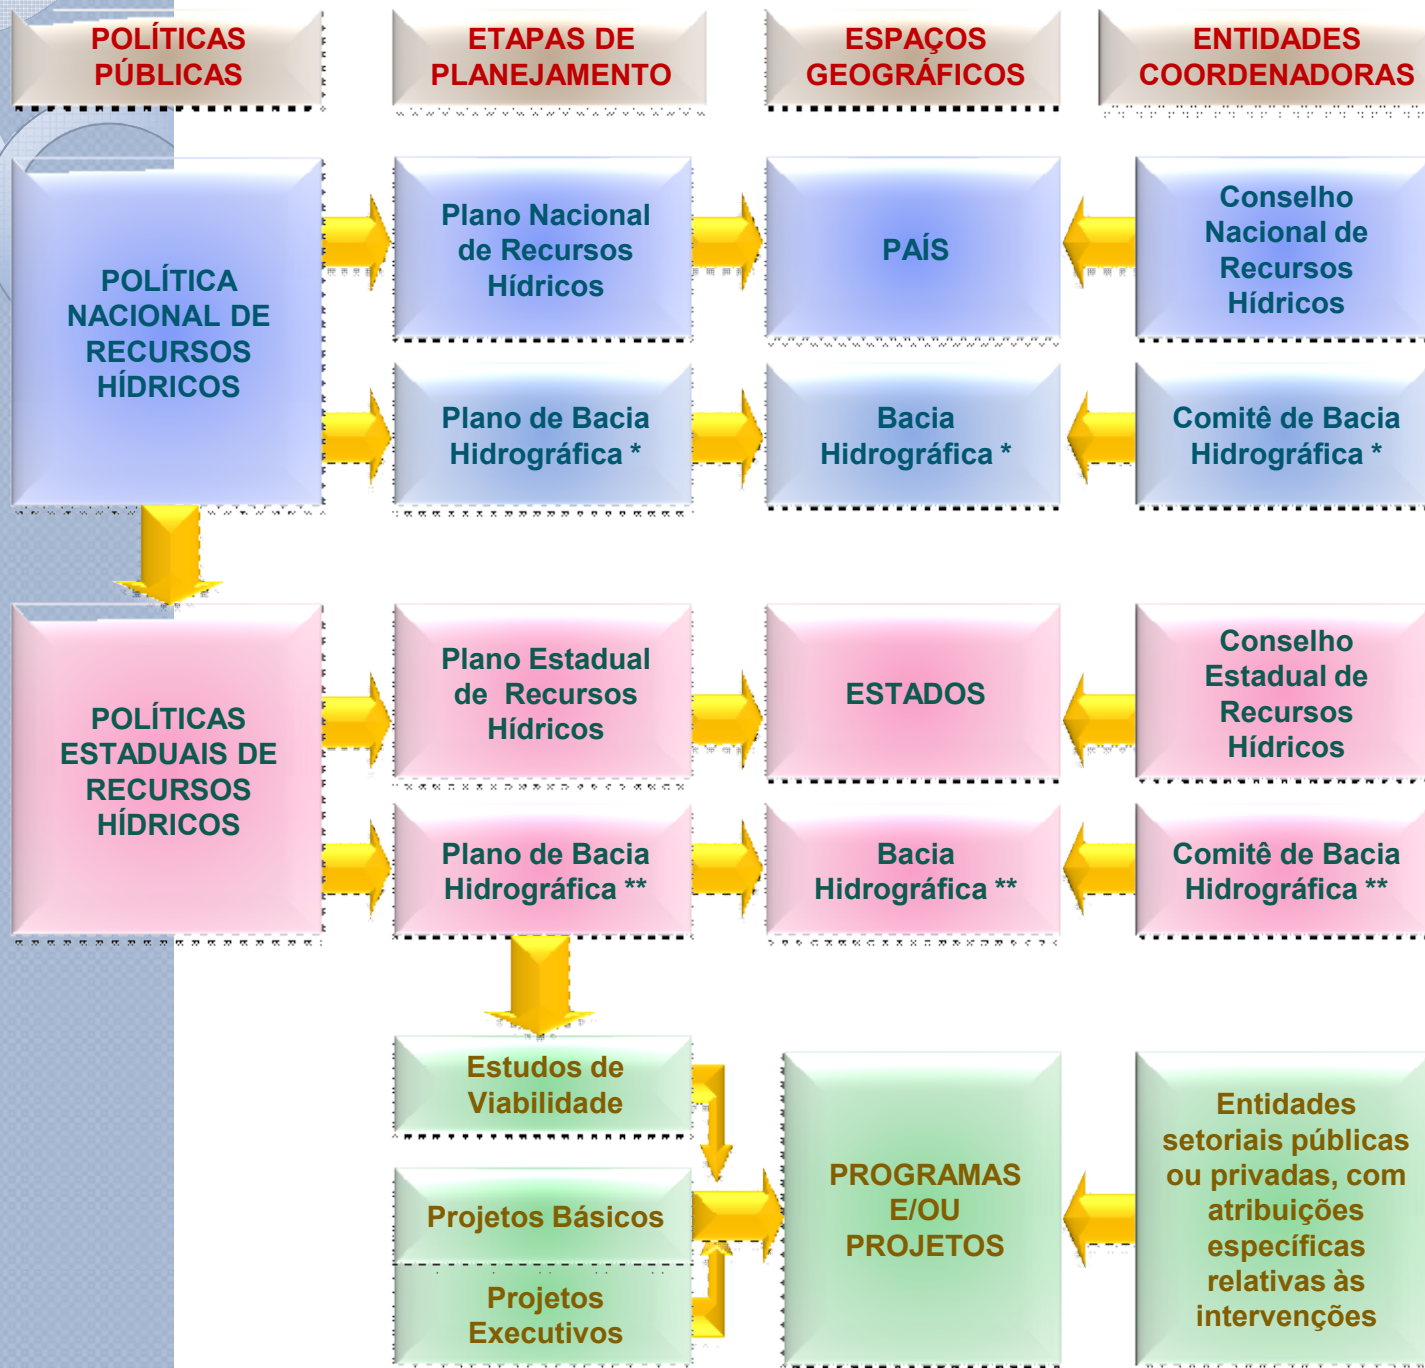 POLÍTICAS
PÚBLICAS
ETAPAS DE
PLANEJAMENTO
ESPAÇOS
GEOGRÁFICOS
ENTIDADES
COORDENADORAS
POLÍTICA
NACIONAL DE
RECURSOS
HÍDRICOS
Plano Nacional
de Recursos
Hídricos
PAÍS
Conselho
Nacional de
Recursos
Hídricos
Plano de Bacia
Hidrográfica *
Bacia
Hidrográfica *
Comitê de Bacia
Hidrográfica *
POLÍTICAS
ESTADUAIS DE
RECURSOS
HÍDRICOS
Plano Estadual
de Recursos
Hídricos
ESTADOS
Conselho
Estadual de
Recursos
Hídricos
Plano de Bacia
Hidrográfica **
Bacia
Hidrográfica **
Comitê de Bacia
Hidrográfica **
Estudos de
Viabilidade
Projetos Básicos
Projetos
Executivos
PROGRAMAS
E/OU
PROJETOS
Entidades
setoriais públicas
ou privadas, com
atribuições
específicas
relativas às
intervenções